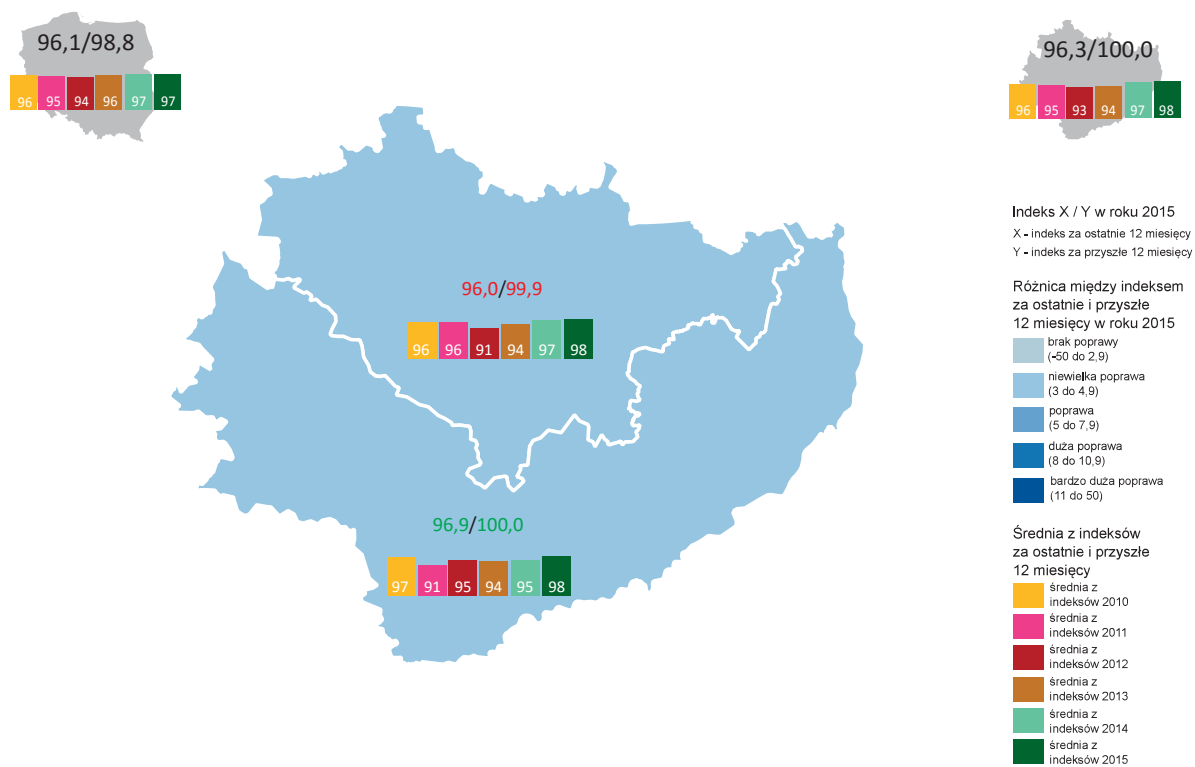 96,1/98,8
96 95 94 96 97 97
96,3/100,0
96 95 93 94 97 98
96,0/99,9
96 96 91 94 97 98
96,9/100,0
97 91 95 94 95 98
Indeks X / Y w roku 2015
X - indeks za ostatnie 12 miesięcy
Y - indeks za przyszłe 12 miesięcy
Różnica między indeksem
za ostatnie i przyszłe
12 miesięcy w roku 2015
brak poprawy
(-50 do 2,9)
niewielka poprawa
(3 do 4,9)
poprawa
(5 do 7,9)
duża poprawa
(8 do 10,9)
bardzo duża poprawa
(11 do 50)
Średnia z indeksów
za ostatnie i przyszłe
12 miesięcy
średnia z
indeksów 2010
średnia z
indeksów 2011
średnia z
indeksów 2012
średnia z
indeksów 2013
średnia z
indeksów 2014
średnia z
indeksów 2015